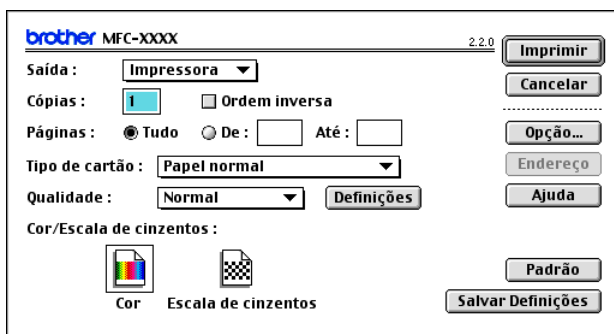 brother MFC-XXXX 2.2.0 Imprimir
Saída : Impressora
Cancelar
Cópias : 1 Ordem inversa
Páginas : Tudo De : Até : Opção...
Tipo de cartão : Papel normal Endereço
Qualidade : Normal Definições Ajuda
Cor/Escala de cinzentos :
Padrão
Cor Escala de cinzentos Salvar Definições